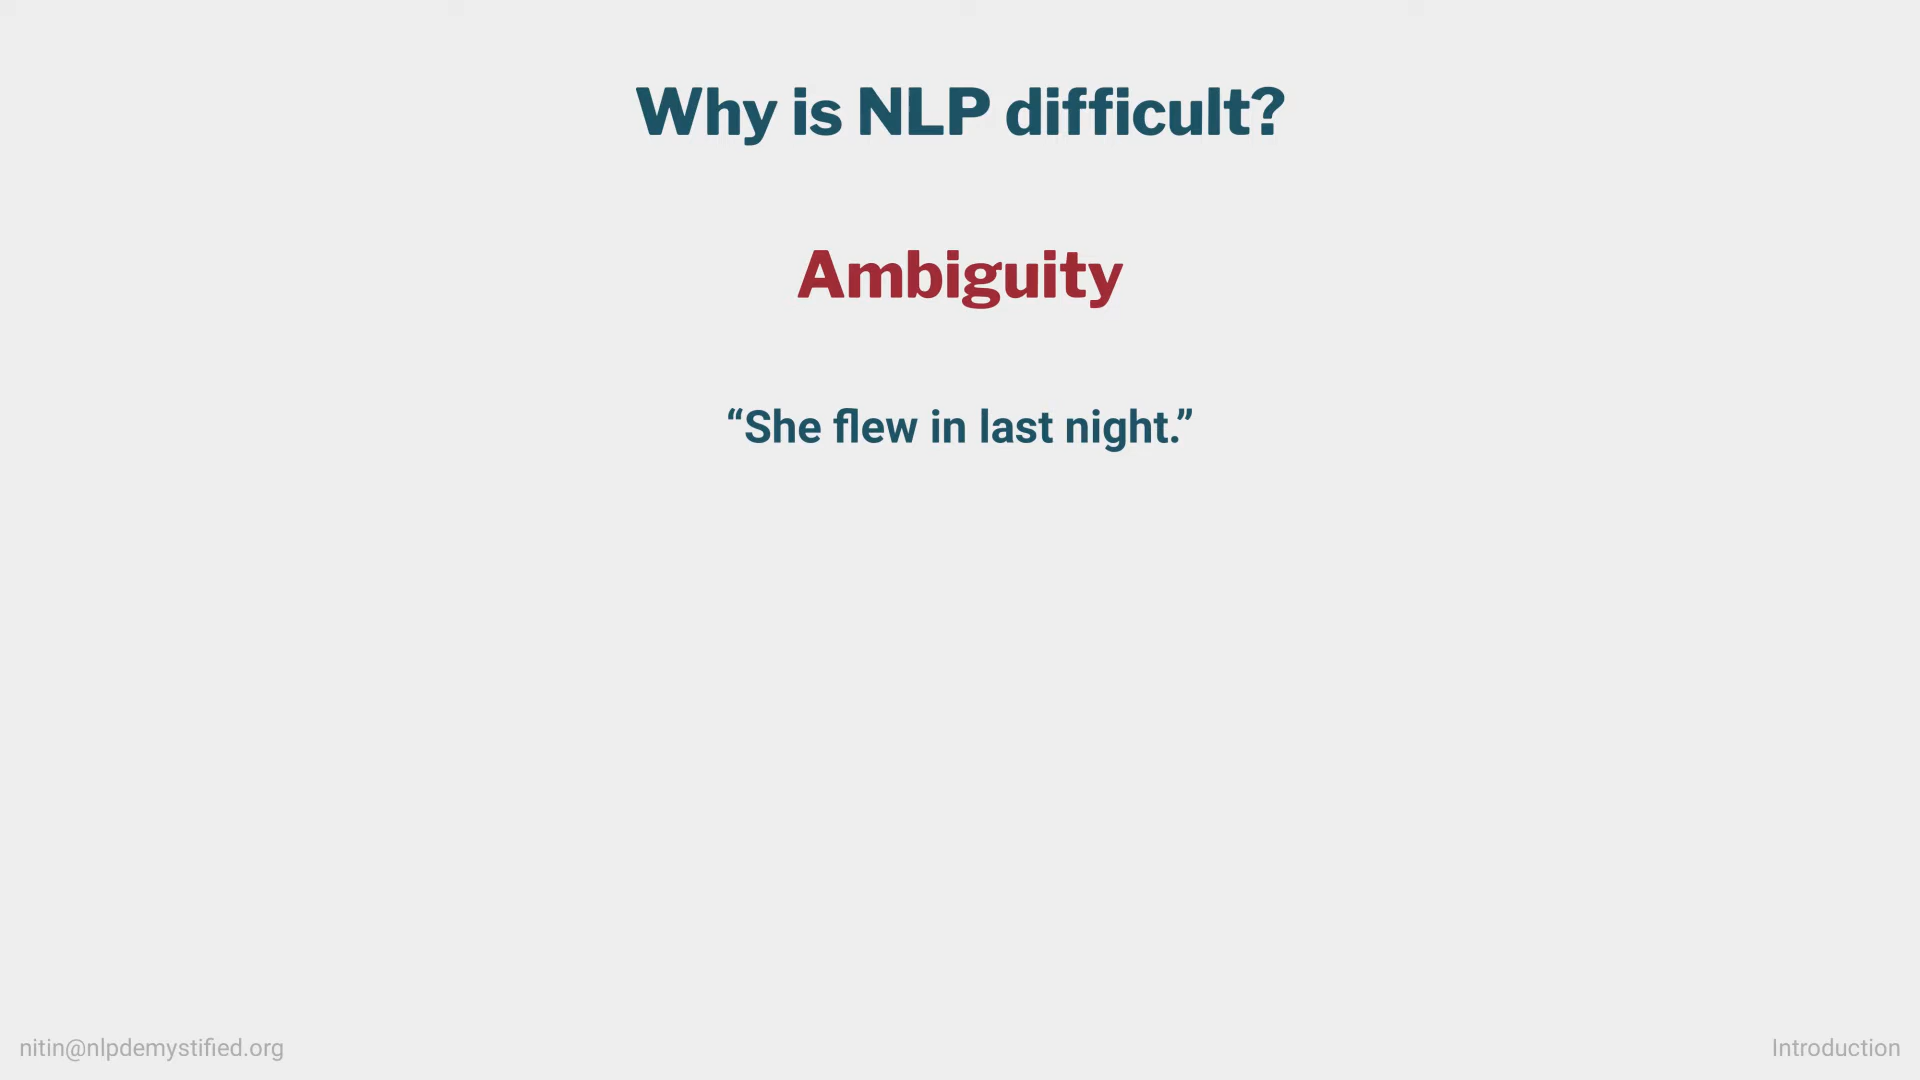 Why is NLP difficult?
Ambiguity
“She flew in last night.”
nitin@nlpdemystified.org
Introduction